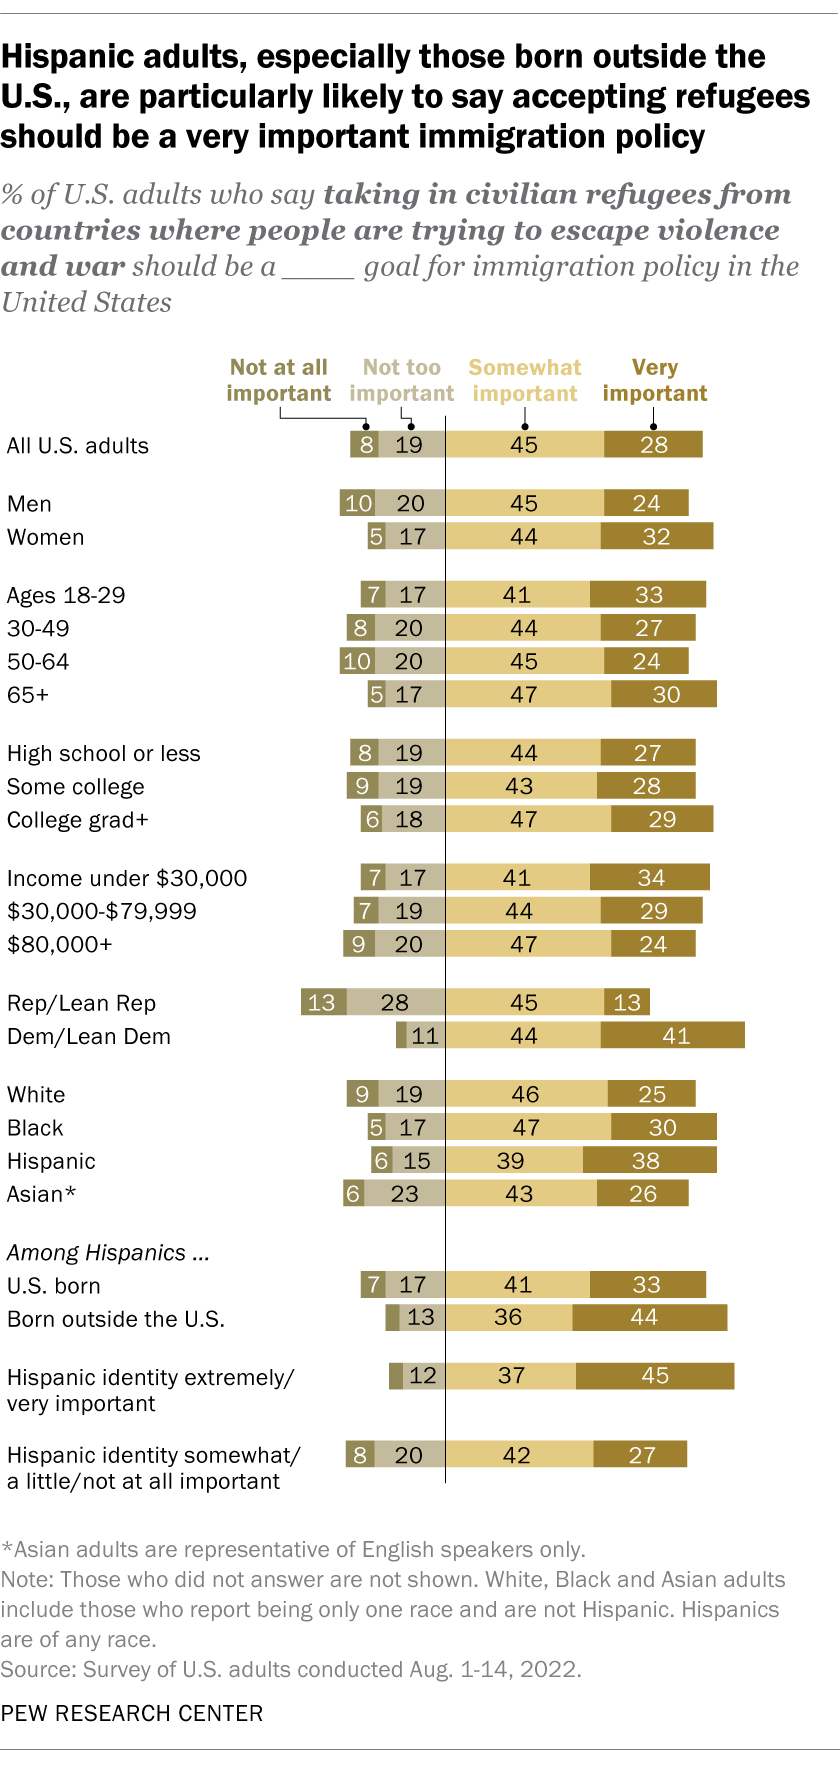 Hispanic adults, especially those born outside the
U.S., are particularly likely to say accepting refugees
should be a very important immigration policy
% of U.S. adults who say taking in civilian refugees from
countries where people are trying to escape violence
and war should be a ____ goal for immigration policy in the
United States
Not at all important Not too important Somewhat important Very important
All U.S. adults 8 19 45 28
Men 10 20 45 24
Women 5 17 44 32
Ages 18-29 7 17 41 33
30-49 8 20 44 27
50-64 10 20 45 24
65+ 5 17 47 30
High school or less 8 19 44 27
Some college 9 19 43 28
College grad+ 6 18 47 29
Income under $30,000 7 17 41 34
$30,000-$79,999 7 19 44 29
$80,000+ 9 20 47 24
Rep/Lean Rep 13 28 45 13
Dem/Lean Dem 11 44 41
White 9 19 46 25
Black 5 17 47 30
Hispanic 6 15 39 38
Asian* 6 23 43 26
Among Hispanics ...
U.S. born 7 17 41 33
Born outside the U.S. 13 36 44
Hispanic identity extremely/
very important 12 37 45
Hispanic identity somewhat/
a little/not at all important 8 20 42 27
*Asian adults are representative of English speakers only.
Note: Those who did not answer are not shown. White, Black and Asian adults
include those who report being only one race and are not Hispanic. Hispanics
are of any race.
Source: Survey of U.S. adults conducted Aug. 1-14, 2022.
PEW RESEARCH CENTER